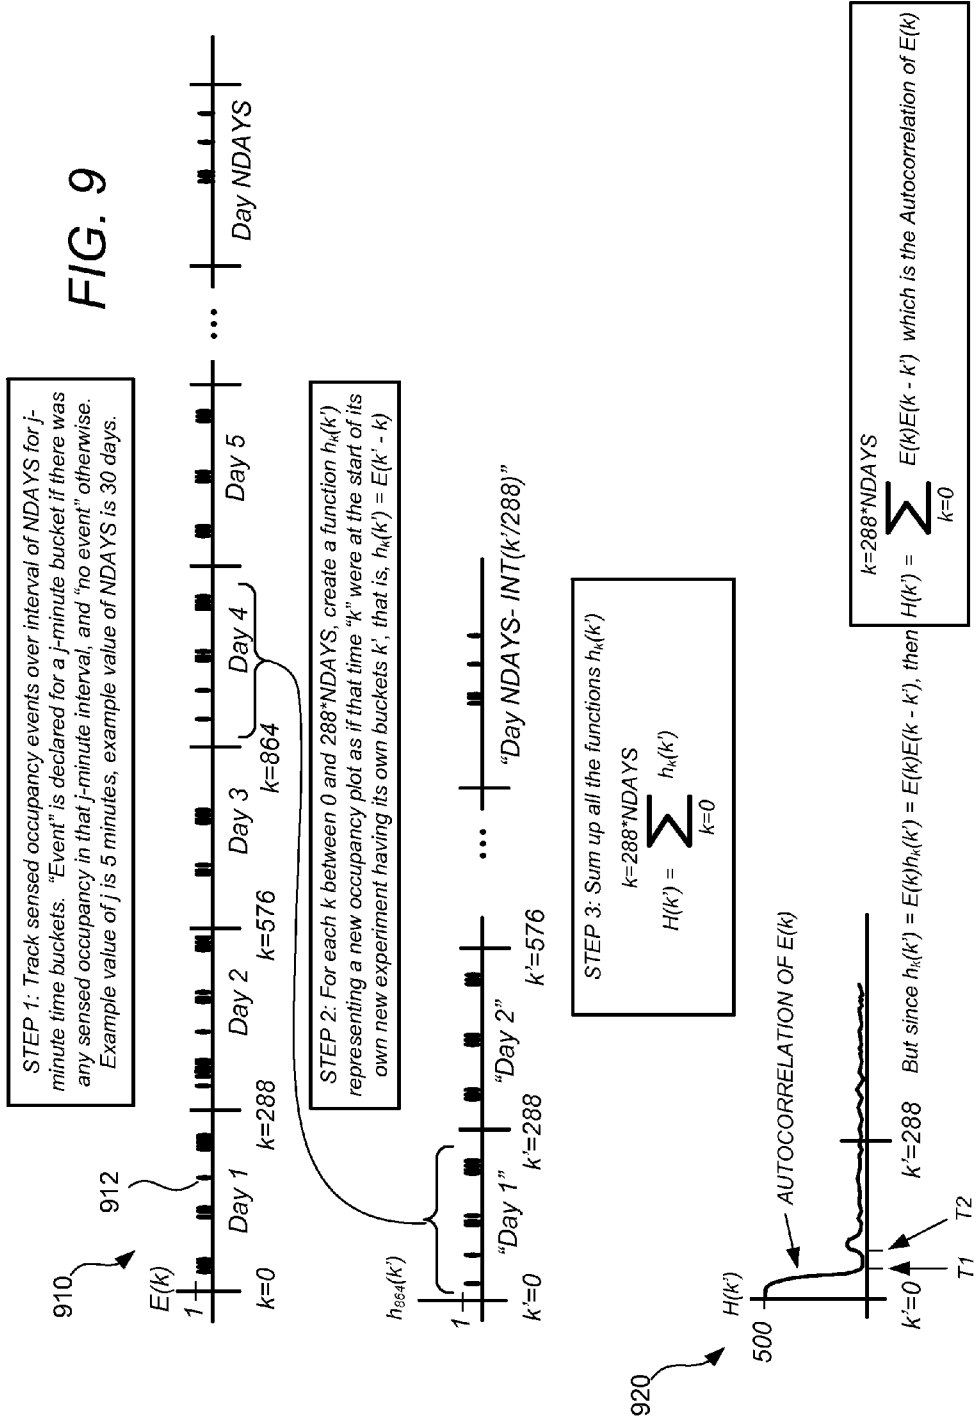 FIG. 9
STEP 1: Track sensed occupancy events over interval of NDAYS for j-
minute time buckets. “Event” is declared for a j-minute bucket if there was
any sensed occupancy in that j-minute interval, and “no event” otherwise.
Example value of j is 5 minutes, example value of NDAYS is 30 days.
910
912
E(k)
1
Day 1
Day 2
Day 3
Day 4
Day 5
...
Day NDAYS
k=0
k=288
k=576
k=864
STEP 2: For each k between 0 and 288*NDAYS, create a function hk(k')
representing a new occupancy plot as if that time “k” were at the start of its
own new experiment having its own buckets k', that is, hk(k') = E(k' - k)
h864(k')
1
“Day 1”
“Day 2”
...
“Day NDAYS- INT(k'/288)”
k'=0
k'=288
k'=576
STEP 3: Sum up all the functions hk(k')
k=288*NDAYS
H(k') = ∑ hk(k')
k=0
920
H(k')
500
AUTOCORRELATION OF E(k)
k'=0
k'=288
T1
T2
k=288*NDAYS
But since hk(k') = E(k)hk(k') = E(k)E(k - k'), then H(k') = ∑ E(k)E(k - k') which is the Autocorrelation of E(k)
k=0